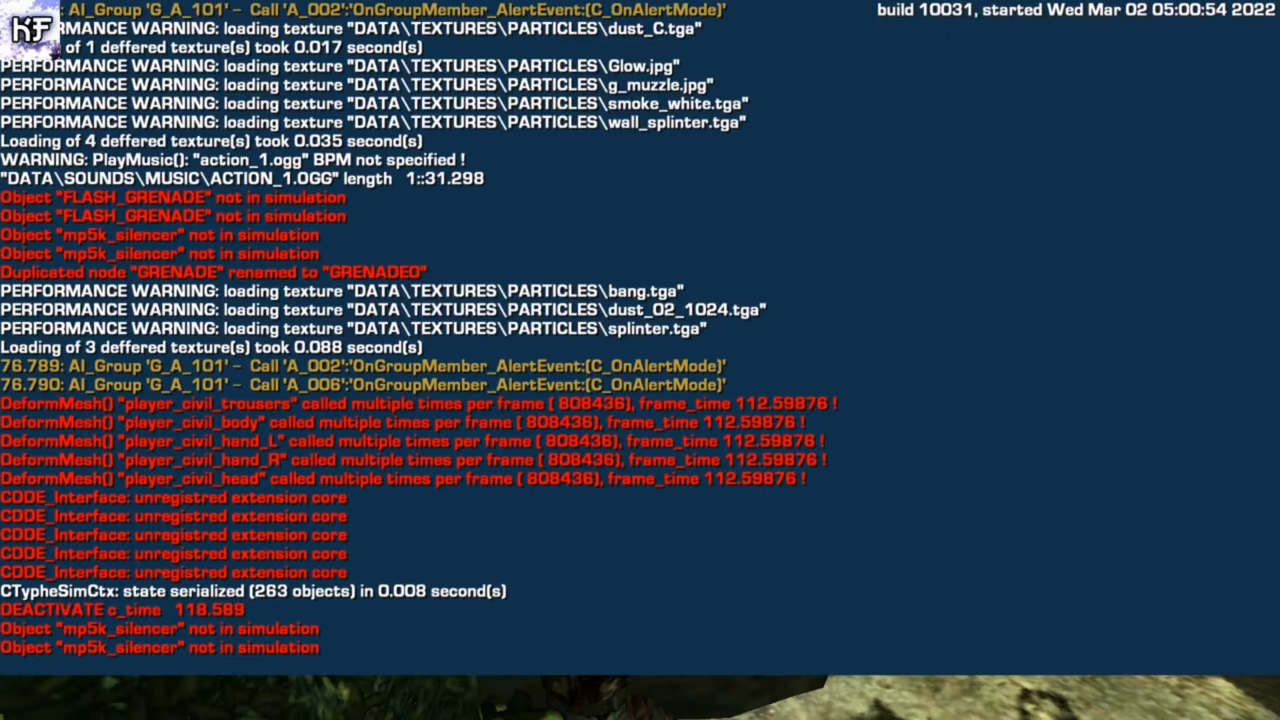 : AI_Group 'G_A_101' - Call 'A_002':'OnGroupMember_AlertEvent:(C_OnAlertMode)'
build 10031, started Wed Mar 02 05:00:54 2022
KF
RMANCE WARNING: loading texture "DATA\TEXTURES\PARTICLES\dust_C.tga"
of 1 deffered texture(s) took 0.017 second(s)
PERFORMANCE WARNING: loading texture "DATA\TEXTURES\PARTICLES\Glow.jpg"
PERFORMANCE WARNING: loading texture "DATA\TEXTURES\PARTICLES\g_muzzle.jpg"
PERFORMANCE WARNING: loading texture "DATA\TEXTURES\PARTICLES\smoke_white.tga"
PERFORMANCE WARNING: loading texture "DATA\TEXTURES\PARTICLES\wall_splinter.tga"
Loading of 4 deffered texture(s) took 0.035 second(s)
WARNING: PlayMusic(): "action_1.ogg" BPM not specified !
"DATA\SOUNDS\MUSIC\ACTION_1.OGG" length 1::31.298
Object "FLASH_GRENADE" not in simulation
Object "FLASH_GRENADE" not in simulation
Object "mp5k_silencer" not in simulation
Object "mp5k_silencer" not in simulation
Duplicated node "GRENADE" renamed to "GRENADE0"
PERFORMANCE WARNING: loading texture "DATA\TEXTURES\PARTICLES\bang.tga"
PERFORMANCE WARNING: loading texture "DATA\TEXTURES\PARTICLES\dust_02_1024.tga"
PERFORMANCE WARNING: loading texture "DATA\TEXTURES\PARTICLES\splinter.tga"
Loading of 3 deffered texture(s) took 0.088 second(s)
76.789: AI_Group 'G_A_101' - Call 'A_002':'OnGroupMember_AlertEvent:(C_OnAlertMode)'
76.790: AI_Group 'G_A_101' - Call 'A_006':'OnGroupMember_AlertEvent:(C_OnAlertMode)'
DeformMesh() "player_civil_trousers" called multiple times per frame ( 808436), frame_time 112.59876 !
DeformMesh() "player_civil_body" called multiple times per frame ( 808436), frame_time 112.59876 !
DeformMesh() "player_civil_hand_L" called multiple times per frame ( 808436), frame_time 112.59876 !
DeformMesh() "player_civil_hand_R" called multiple times per frame ( 808436), frame_time 112.59876 !
DeformMesh() "player_civil_head" called multiple times per frame ( 808436), frame_time 112.59876 !
CDDE_Interface: unregistred extension core
CDDE_Interface: unregistred extension core
CDDE_Interface: unregistred extension core
CDDE_Interface: unregistred extension core
CDDE_Interface: unregistred extension core
CTypheSimCtx: state serialized (263 objects) in 0.008 second(s)
DEACTIVATE c_time 118.589
Object "mp5k_silencer" not in simulation
Object "mp5k_silencer" not in simulation